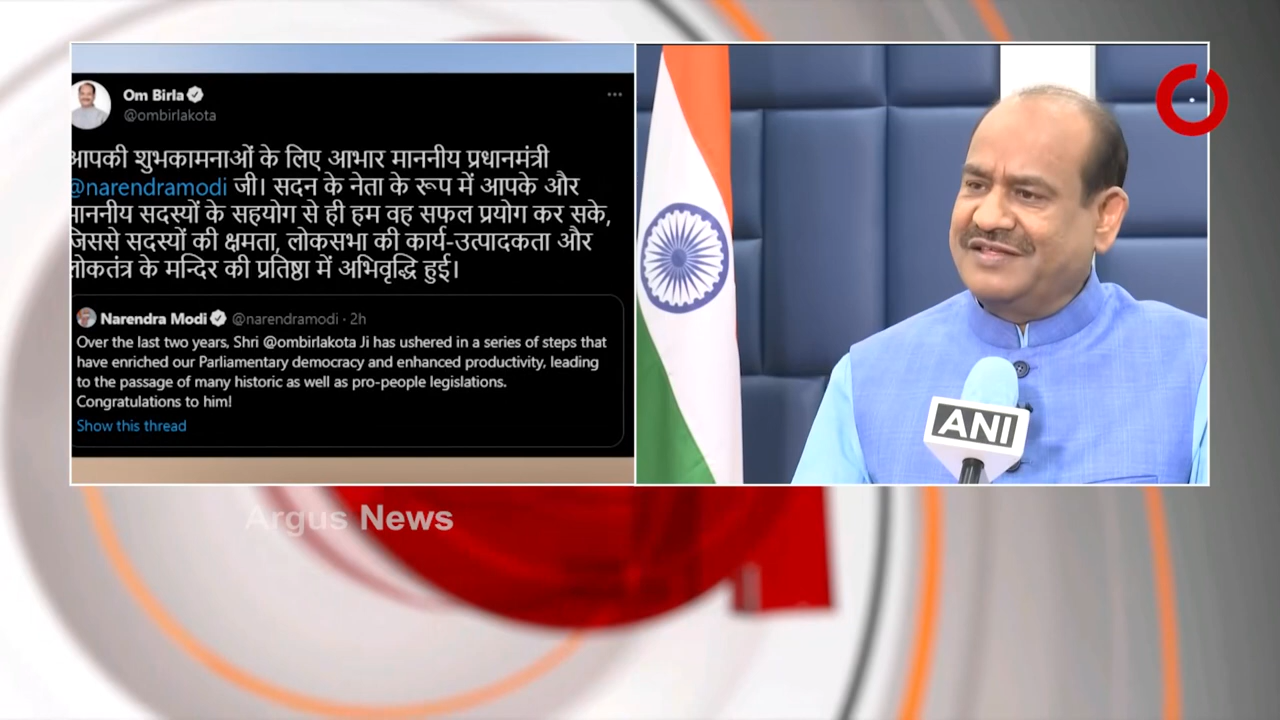 Om Birla
@ombirlakota
आपकी शुभकामनाओं के लिए आभार माननीय प्रधानमंत्री
@narendramodi जी। सदन के नेता के रूप में आपके और
माननीय सदस्यों के सहयोग से ही हम वह सफल प्रयोग कर सके,
जिससे सदस्यों की क्षमता, लोकसभा की कार्य-उत्पादकता और
लोकतंत्र के मन्दिर की प्रतिष्ठा में अभिवृद्धि हुई।
Narendra Modi @narendramodi · 2h
Over the last two years, Shri @ombirlakota Ji has ushered in a series of steps that
have enriched our Parliamentary democracy and enhanced productivity, leading
to the passage of many historic as well as pro-people legislations.
Congratulations to him!
Show this thread
ANI
Argus News